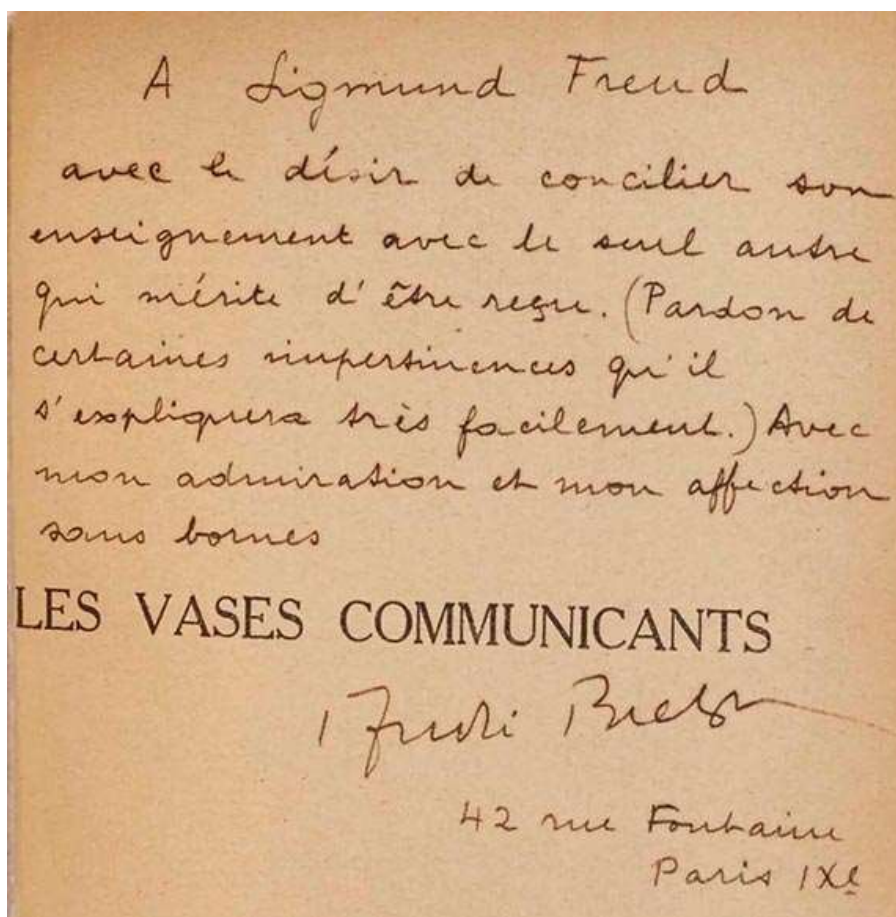 A Sigmund Freud
avec le désir de concilier son
enseignement avec le seul autre
qui mérite d'être reçu. (Pardon de
certaines impertinences qu'il
s'expliquera très facilement.) Avec
mon admiration et mon affection
sans bornes
LES VASES COMMUNICANTS
André Breton
42 rue Fontaine
Paris IXe